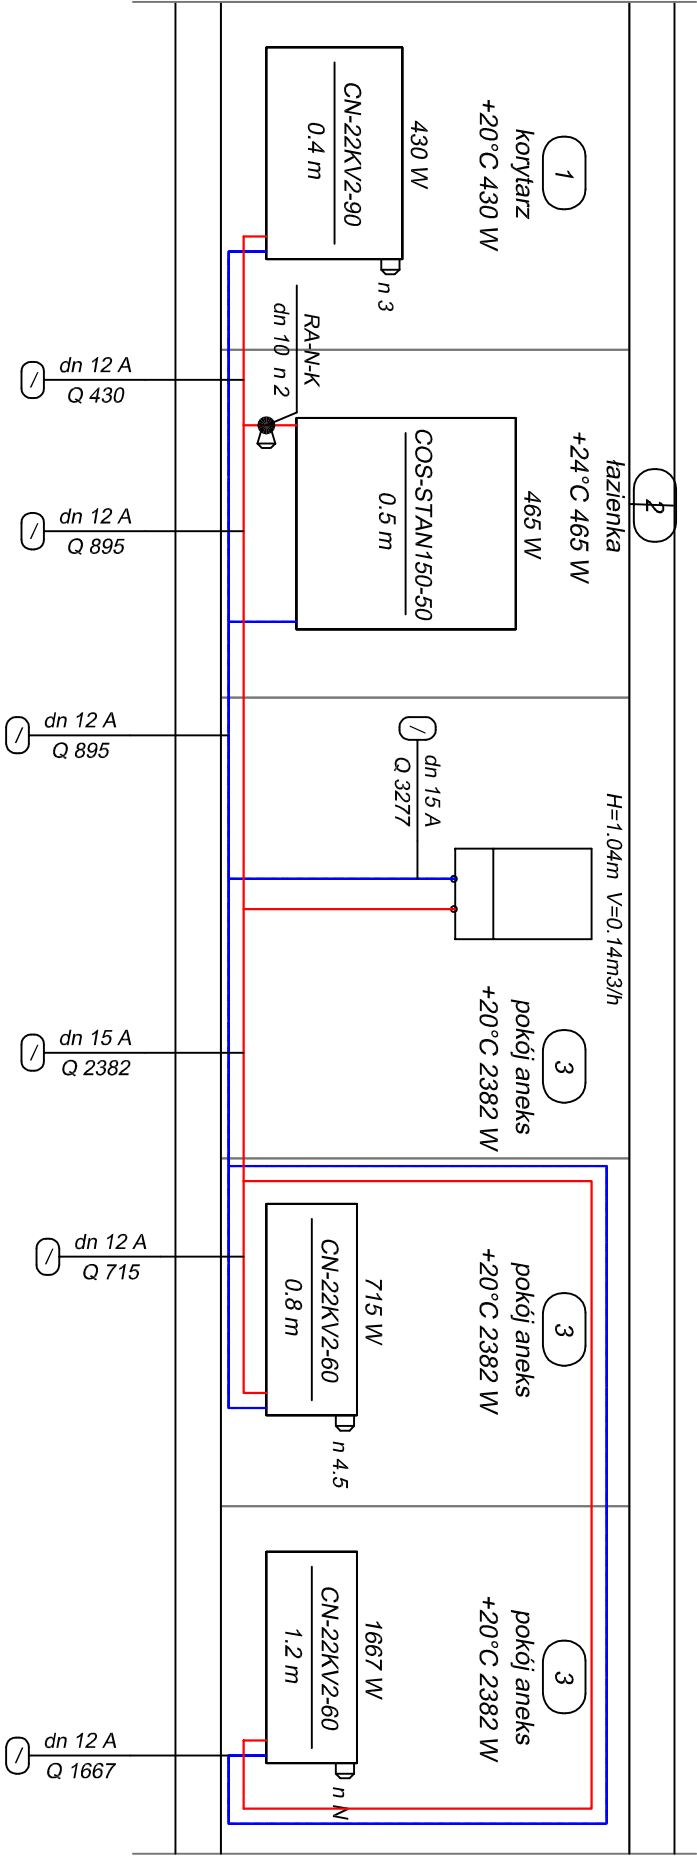 1
korytarz
+20°C 430 W
430 W
CN-22KV2-90
0.4 m
n 3
RA-N-K
dn 10 n 2
dn 12 A
Q 430
2
łazienka
+24°C 465 W
465 W
COS-STAN150-50
0.5 m
dn 12 A
Q 895
dn 12 A
Q 895
dn 15 A
Q 3277
H=1.04m V=0.14m3/h
3
pokój aneks
+20°C 2382 W
dn 15 A
Q 2382
3
pokój aneks
+20°C 2382 W
715 W
CN-22KV2-60
0.8 m
n 4.5
dn 12 A
Q 715
3
pokój aneks
+20°C 2382 W
1667 W
CN-22KV2-60
1.2 m
n N
dn 12 A
Q 1667